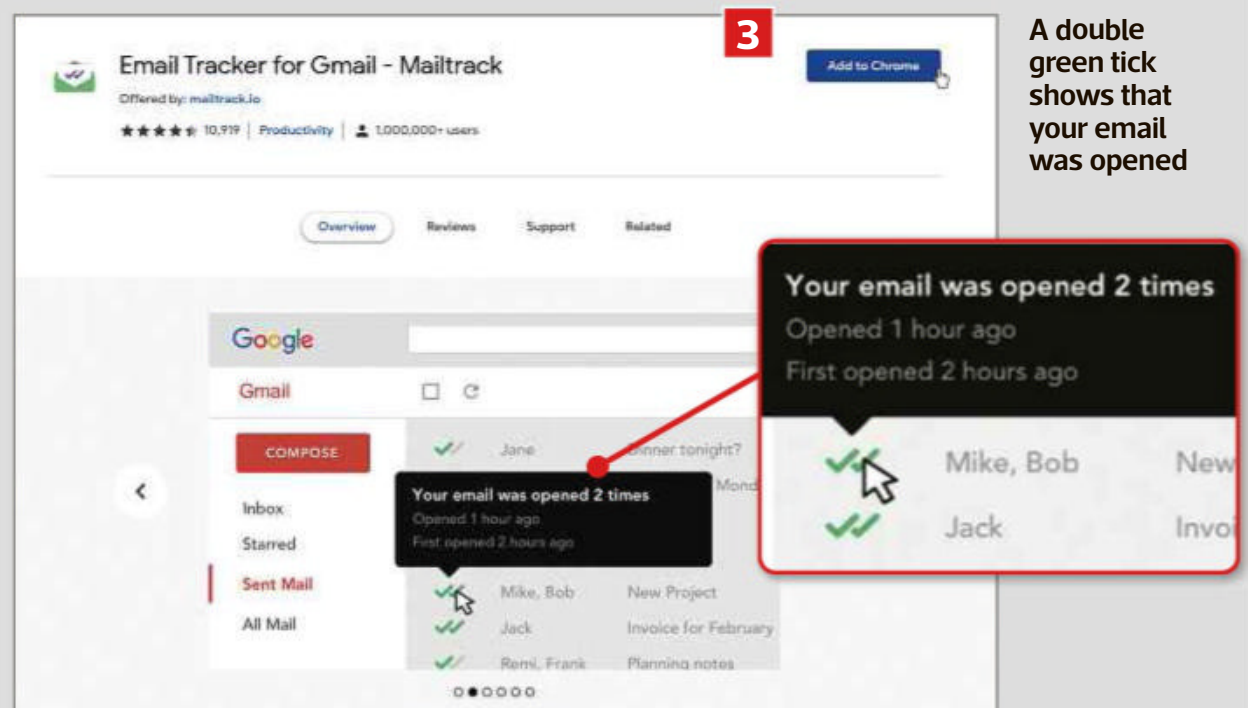 3
A double
green tick
shows that
your email
was opened
Email Tracker for Gmail - Mailtrack
Add to Chrome
Offered by: mailtrack.io
10,919 | Productivity | 1,000,000+ users
Overview Reviews Support Related
Google
Gmail
COMPOSE
Inbox
Starred
Sent Mail
All Mail
Jane Dinner tonight?
Mond
Your email was opened 2 times
Opened 1 hour ago
First opened 2 hours ago
Mike, Bob New Project
Jack Invoice for February
Remi, Frank Planning notes
Your email was opened 2 times
Opened 1 hour ago
First opened 2 hours ago
Mike, Bob New
Jack Invoi